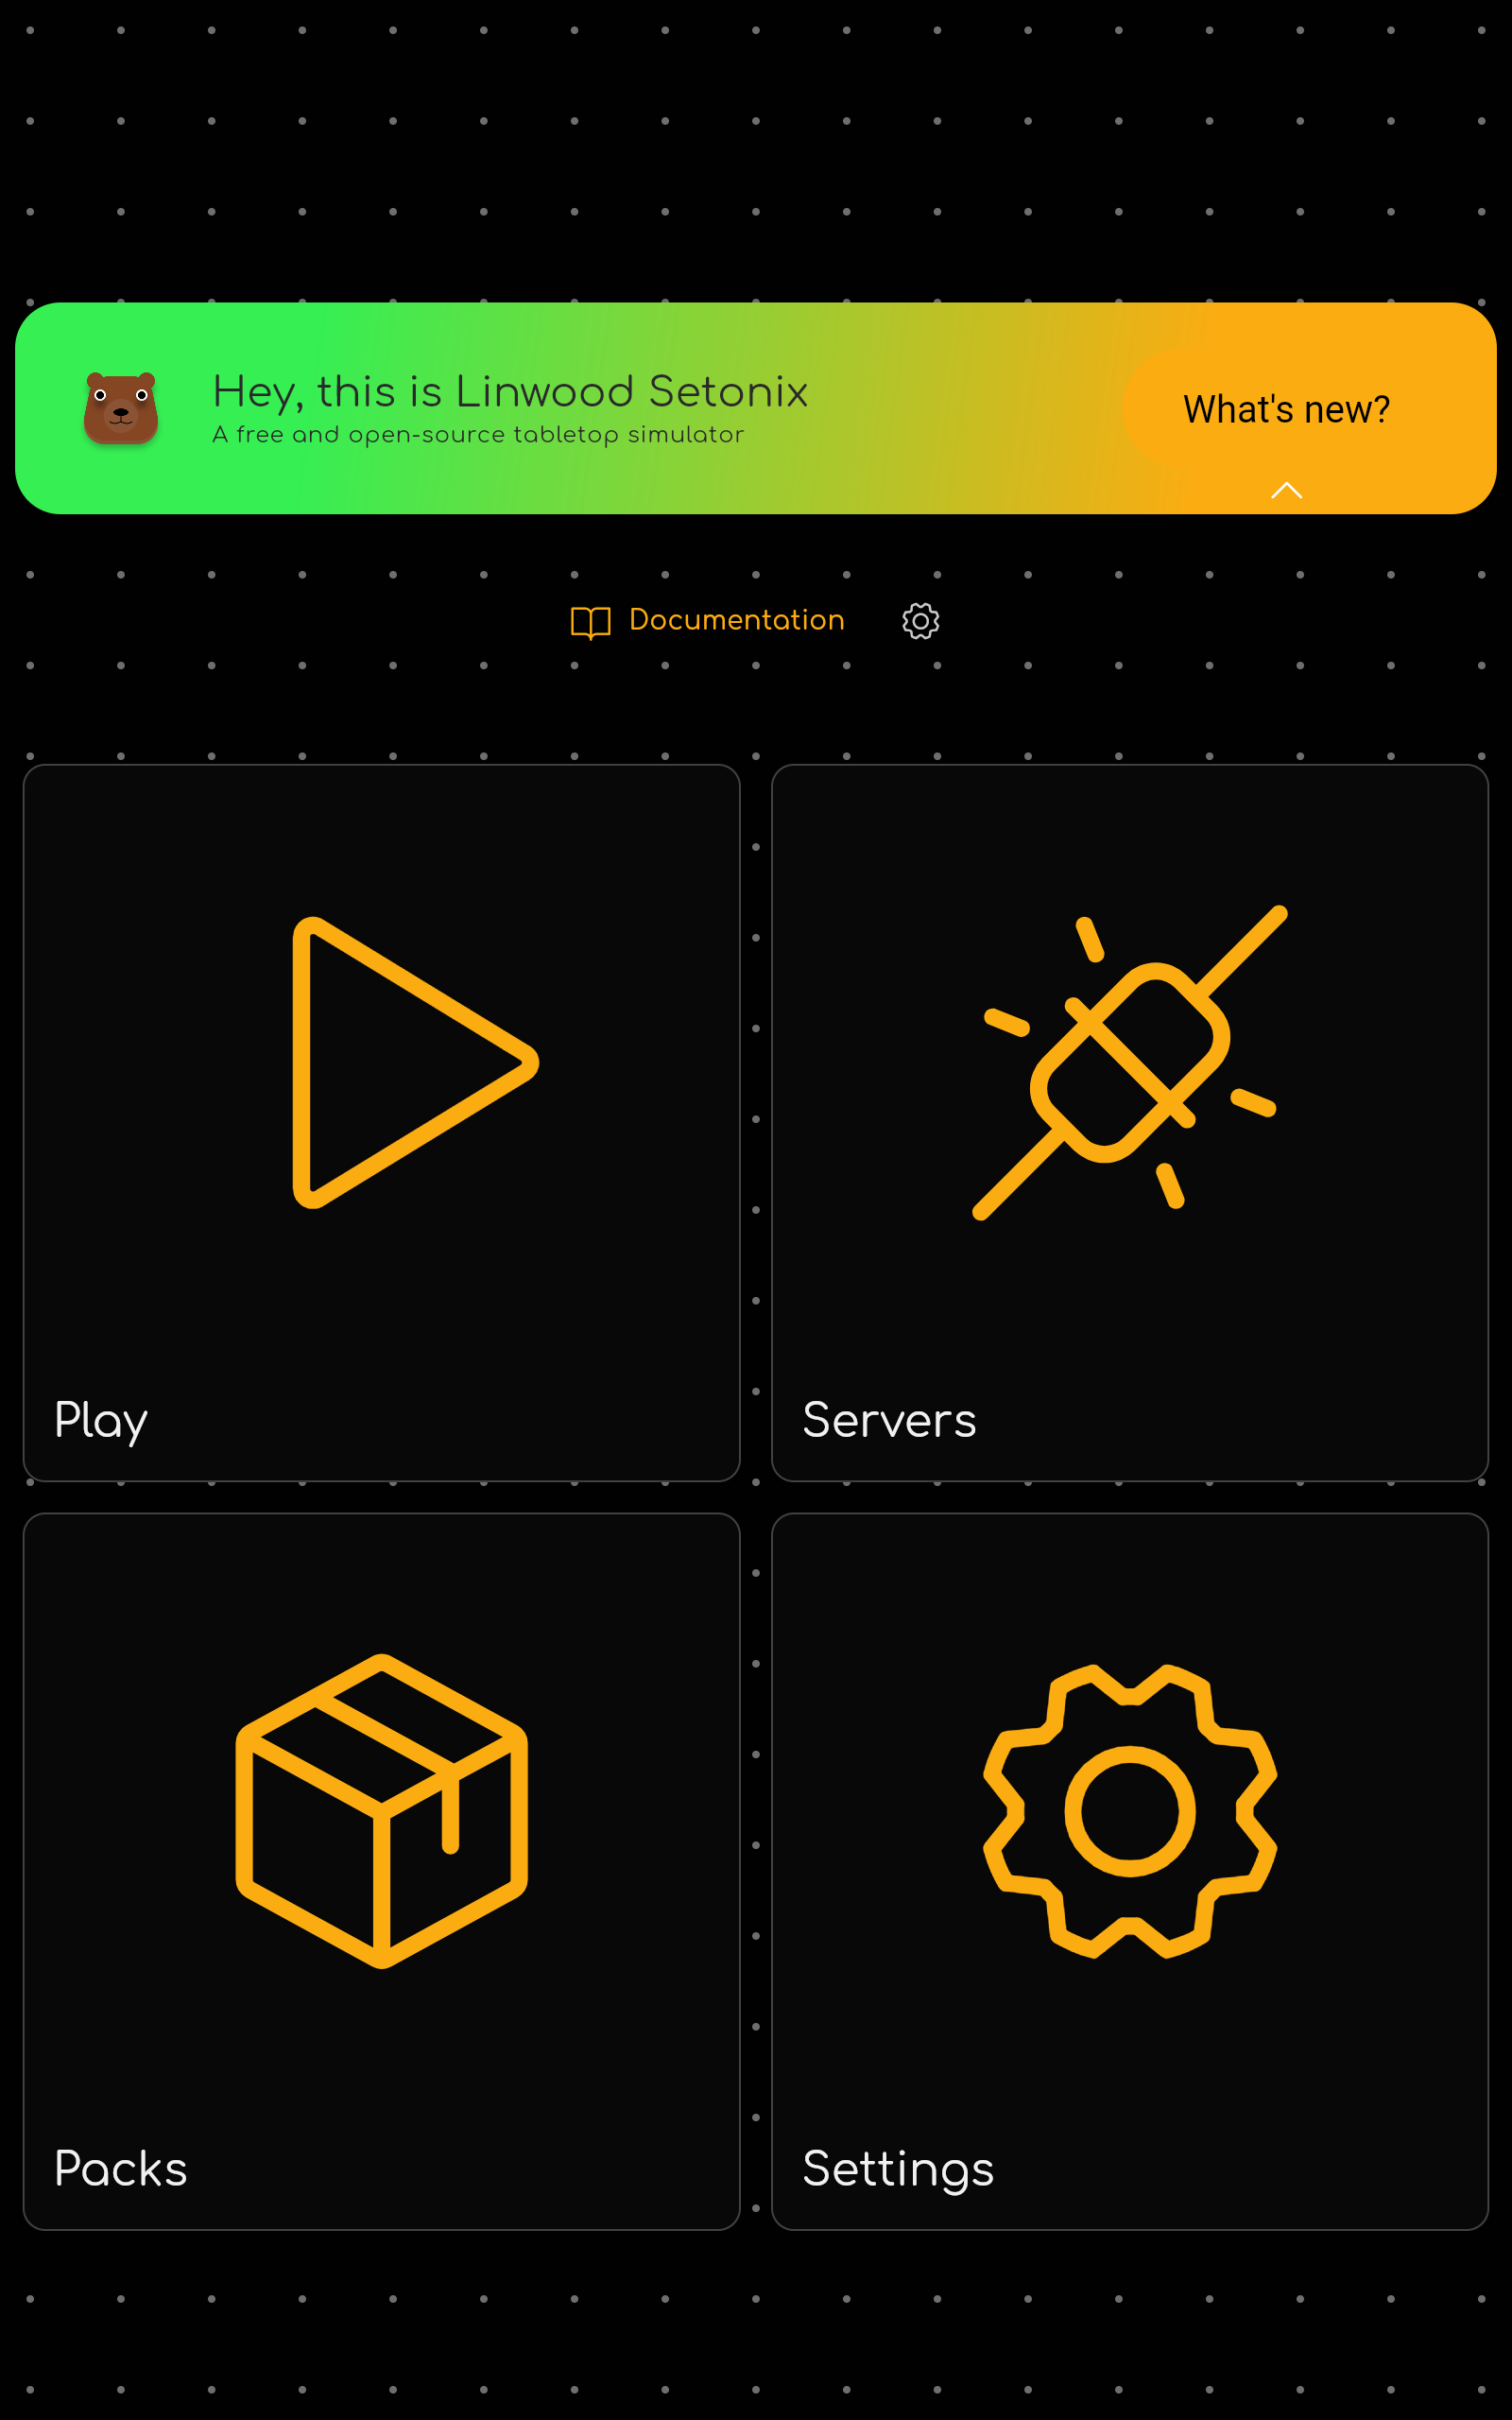 Hey, this is Linwood Setonix
A free and open-source tabletop simulator
What's new?
Documentation
Play
Servers
Packs
Settings